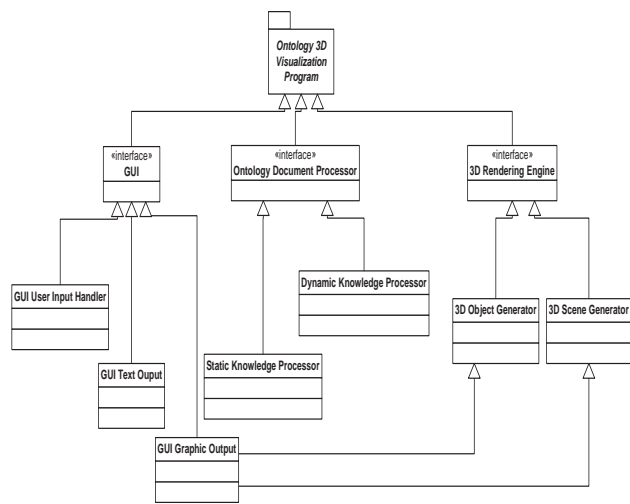 Ontology 3D
Visualization
Program
«interface»
GUI
«interface»
Ontology Document Processor
«interface»
3D Rendering Engine
GUI User Input Handler
Dynamic Knowledge Processor
3D Object Generator
3D Scene Generator
GUI Text Ouput
Static Knowledge Processor
GUI Graphic Output